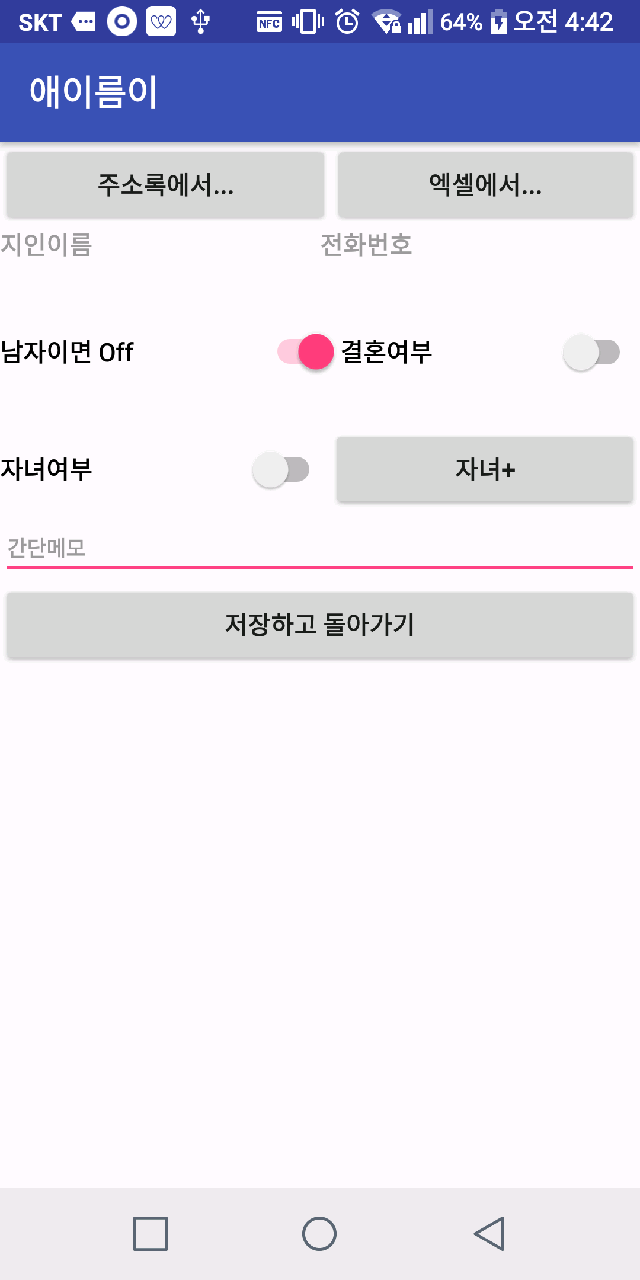 SKT NFC 64% 오전 4:42
애이름이
주소록에서... 엑셀에서...
지인이름 전화번호
남자이면 Off 결혼여부
자녀여부 자녀+
간단메모
저장하고 돌아가기